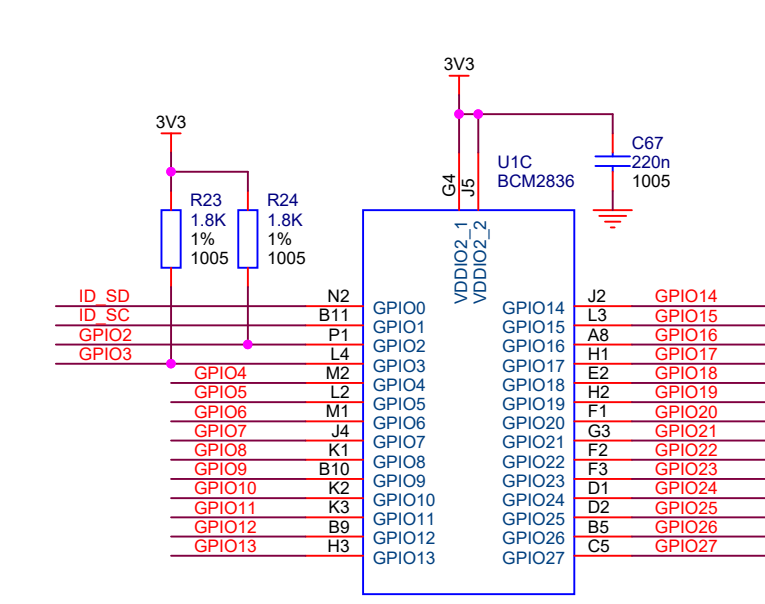 3V3
3V3
C67
220n
1005
U1C
BCM2836
G4
J5
R23
1.8K
1%
1005
R24
1.8K
1%
1005
VDDIO2_1
VDDIO2_2
ID_SD N2 GPIO0 GPIO14 J2 GPIO14
ID_SC B11 GPIO1 GPIO15 L3 GPIO15
GPIO2 P1 GPIO2 GPIO16 A8 GPIO16
GPIO3 L4 GPIO3 GPIO17 H1 GPIO17
GPIO4 M2 GPIO4 GPIO18 E2 GPIO18
GPIO5 L2 GPIO5 GPIO19 H2 GPIO19
GPIO6 M1 GPIO6 GPIO20 F1 GPIO20
GPIO7 J4 GPIO7 GPIO21 G3 GPIO21
GPIO8 K1 GPIO8 GPIO22 F2 GPIO22
GPIO9 B10 GPIO9 GPIO23 F3 GPIO23
GPIO10 K2 GPIO10 GPIO24 D1 GPIO24
GPIO11 K3 GPIO11 GPIO25 D2 GPIO25
GPIO12 B9 GPIO12 GPIO26 B5 GPIO26
GPIO13 H3 GPIO13 GPIO27 C5 GPIO27